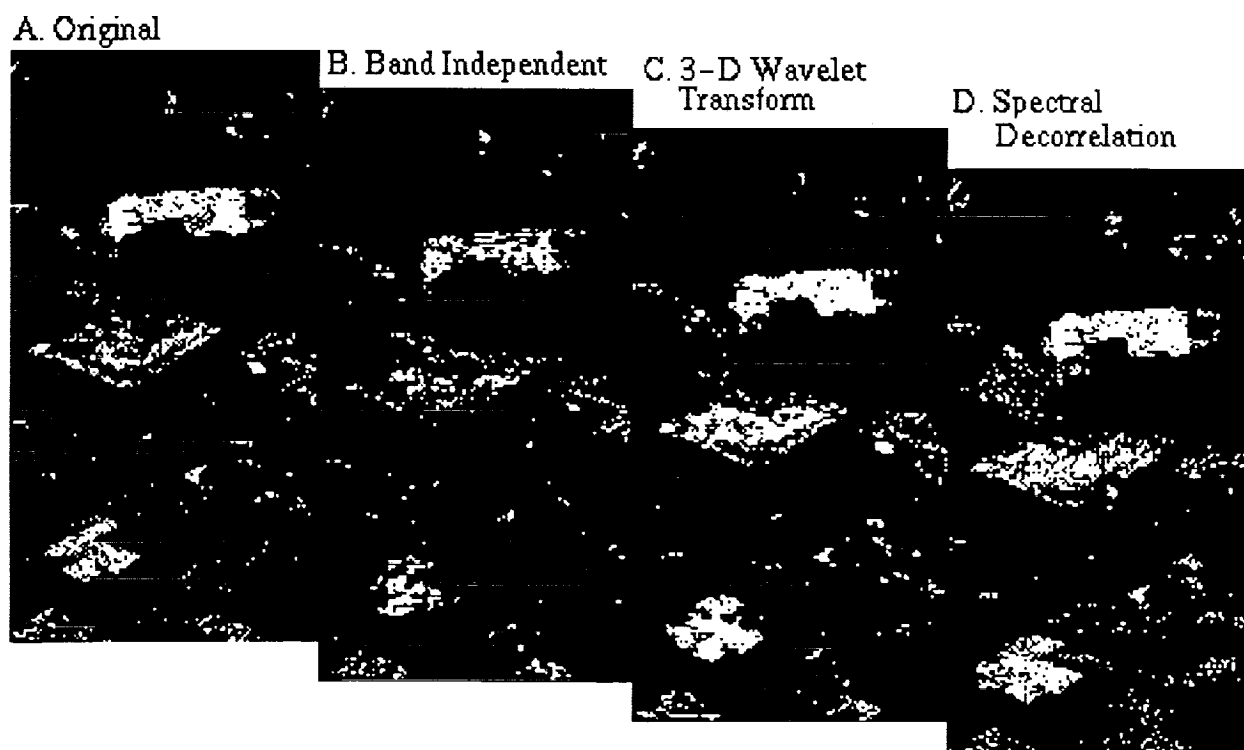 A. Original
B. Band Independent
C. 3-D Wavelet
Transform
D. Spectral
Decorrelation